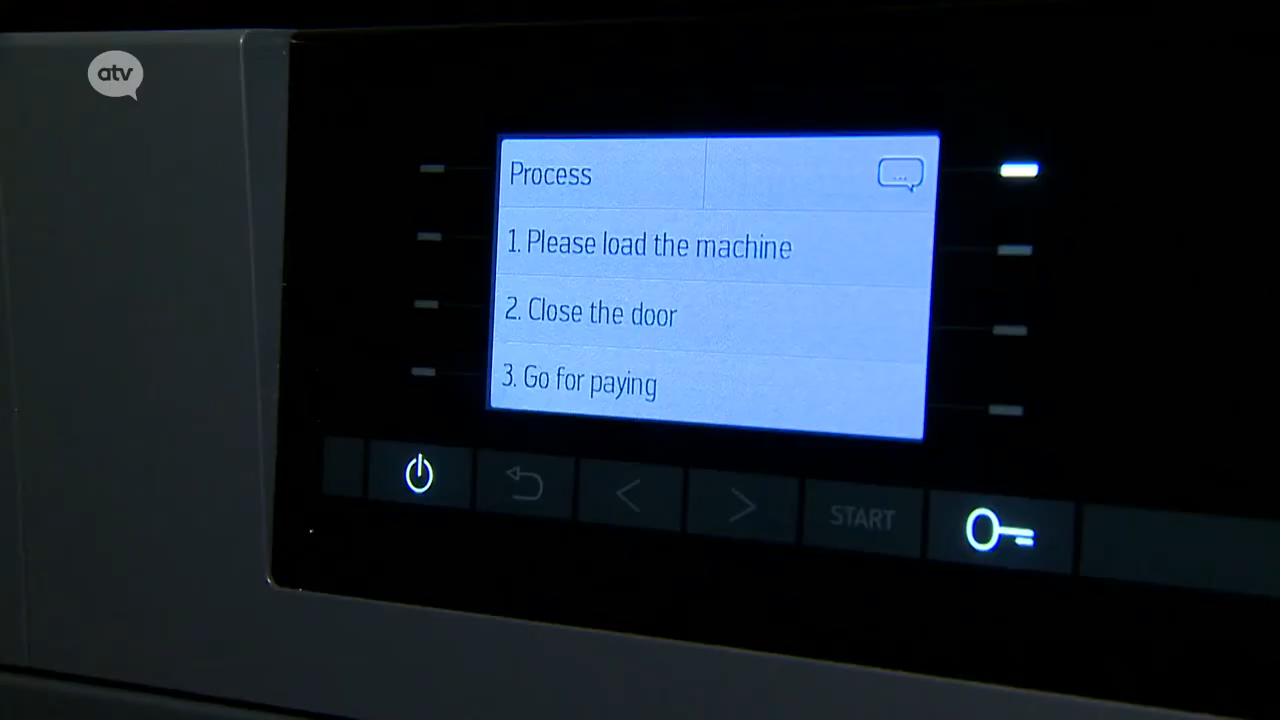 atv
Process
1. Please load the machine
2. Close the door
3. Go for paying
START